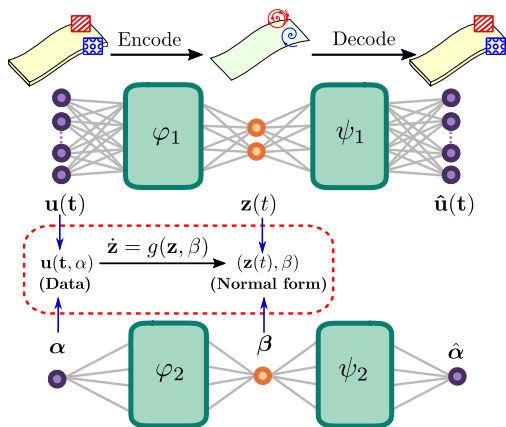 Encode Decode
φ₁ ψ₁
𝐮(𝐭) 𝐳(t) 𝐮̂(𝐭)
𝐮(𝐭, α) 𝐳̇ = g(𝐳, β) (𝐳(t), β)
(Data) (Normal form)
𝜶 𝜷 𝜶̂
φ₂ ψ₂